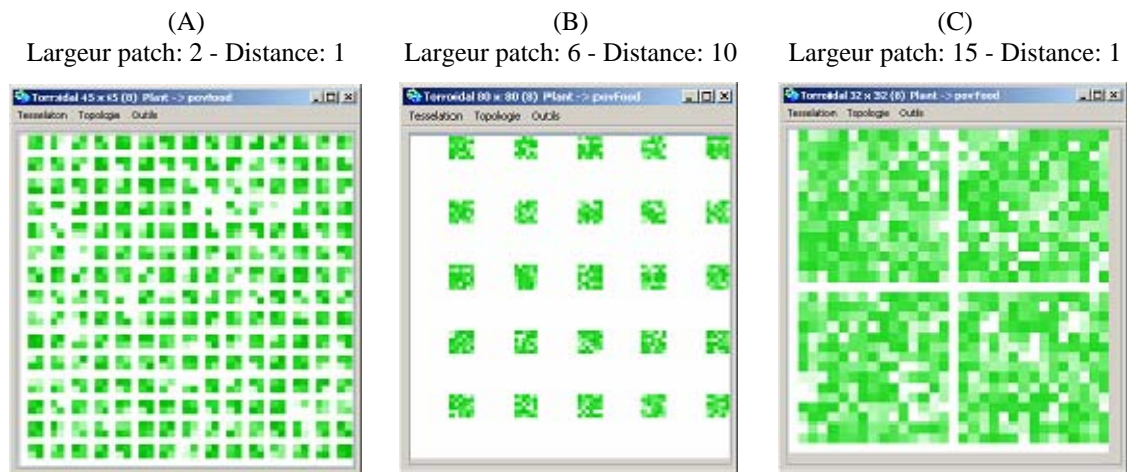 (A)
Largeur patch: 2 - Distance: 1
(B)
Largeur patch: 6 - Distance: 10
(C)
Largeur patch: 15 - Distance: 1
Torroidal 45 x 45 (8) Plant -> povFood
Tesselation Topologie Outils
Torroidal 80 x 80 (8) Plant -> povFood
Tesselation Topologie Outils
Torroidal 32 x 32 (8) Plant -> povFood
Tesselation Topologie Outils